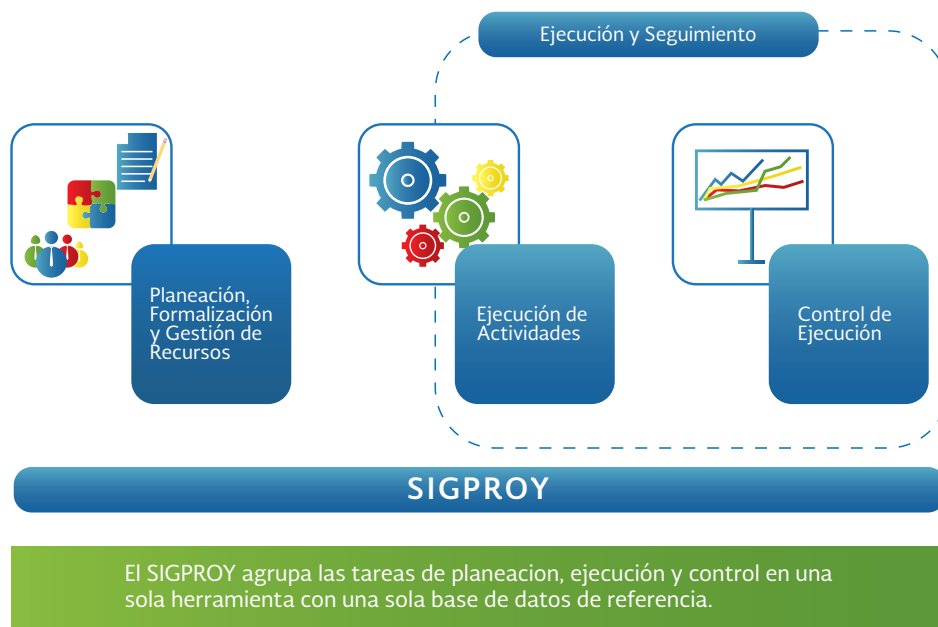 Ejecución y Seguimiento
Planeación,
Formalización
y Gestión de
Recursos
Ejecución de
Actividades
Control de
Ejecución
SIGPROY
El SIGPROY agrupa las tareas de planeacion, ejecución y control en una
sola herramienta con una sola base de datos de referencia.